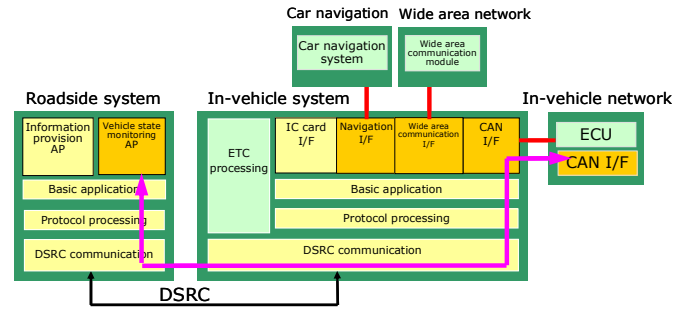 Car navigation
Wide area network
Car navigation
system
Wide area
communication
module
Roadside system
In-vehicle system
In-vehicle network
Information
provision
AP
Vehicle state
monitoring
AP
ETC
processing
IC card
I/F
Navigation
I/F
Wide area
communication
I/F
CAN
I/F
ECU
CAN I/F
Basic application
Basic application
Protocol processing
Protocol processing
DSRC communication
DSRC communication
DSRC